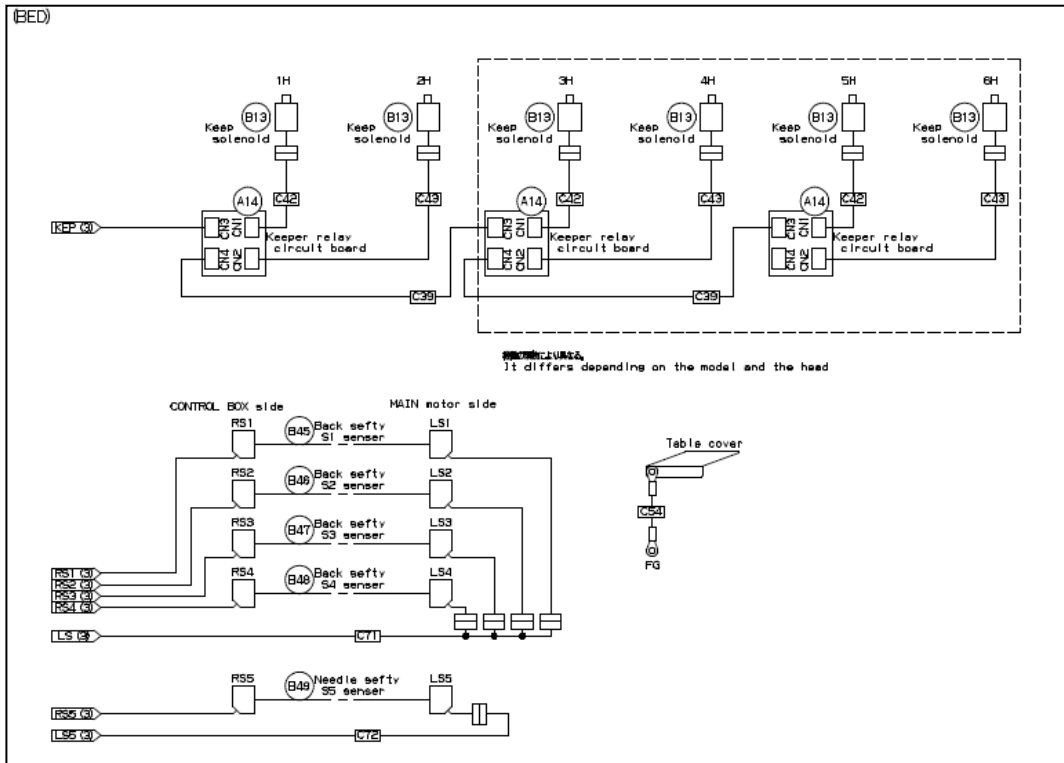 (BED)
1H 2H 3H 4H 5H 6H
B13 B13 B13 B13 B13 B13
Keep solenoid
Keep solenoid
Keep solenoid
Keep solenoid
Keep solenoid
Keep solenoid
C42 C43 C42 C43 C42 C43
A14 A14 A14
KEP (3)
CN3 CN1 CN3 CN1 CN3 CN1
CN4 CN2 CN4 CN2 CN4 CN2
Keeper relay
circuit board
Keeper relay
circuit board
Keeper relay
circuit board
C39 C39
により異なる。
It differs depending on the model and the head
CONTROL BOX side
MAIN motor side
RS1 B45 Back sefty
S1 senser
LS1
RS2 B46 Back sefty
S2 senser
LS2
RS3 B47 Back sefty
S3 senser
LS3
RS4 B48 Back sefty
S4 senser
LS4
RS1 (3)
RS2 (3)
RS3 (3)
RS4 (3)
LS (3)
C71
RS5 B49 Needle sefty
S5 senser
LS5
RS5 (3)
LS5 (3)
C72
Table cover
C54
FG